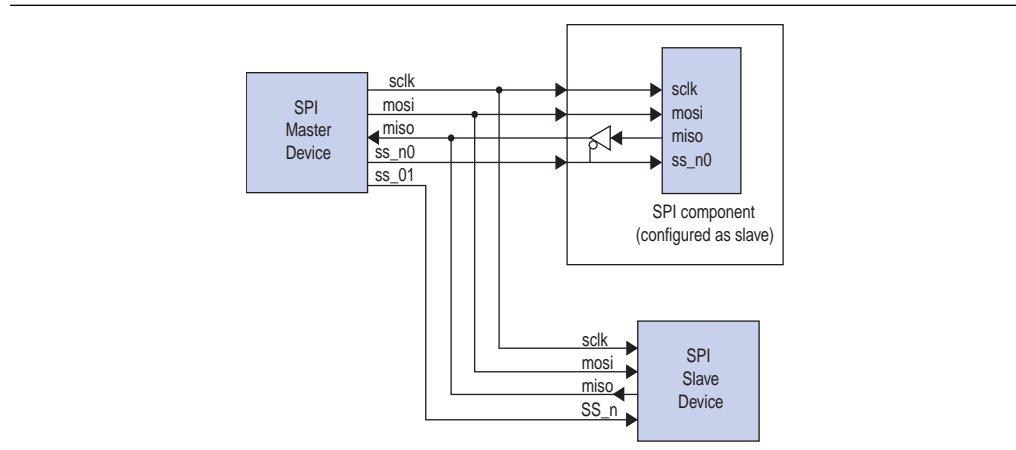 SPI
Master
Device
sclk
mosi
miso
ss_n0
ss_01
sclk
mosi
miso
ss_n0
SPI component
(configured as slave)
sclk
mosi
miso
SS_n
SPI
Slave
Device